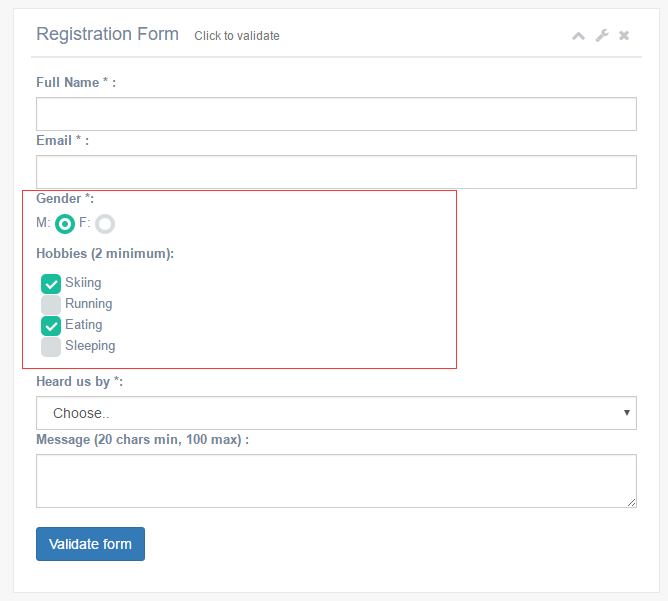 Registration Form Click to validate
Full Name * :
Email * :
Gender *:
M: F:
Hobbies (2 minimum):
Skiing
Running
Eating
Sleeping
Heard us by *:
Choose..
Message (20 chars min, 100 max) :
Validate form